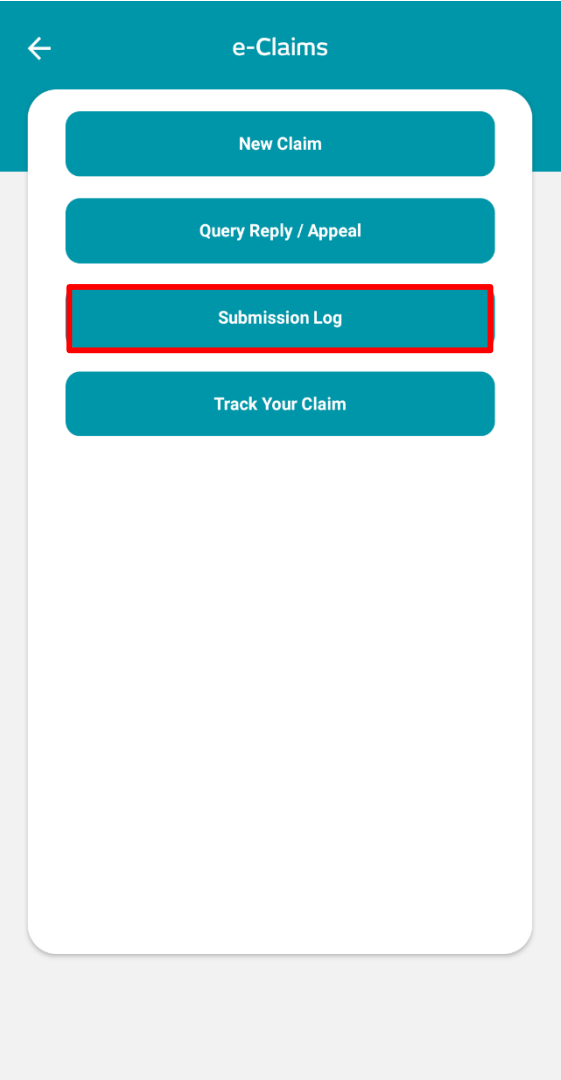 e-Claims
New Claim
Query Reply / Appeal
Submission Log
Track Your Claim